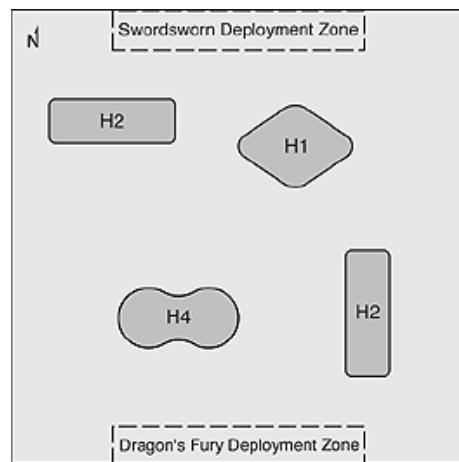 Swordsworn Deployment Zone
N
H2
H1
H4
H2
Dragon's Fury Deployment Zone